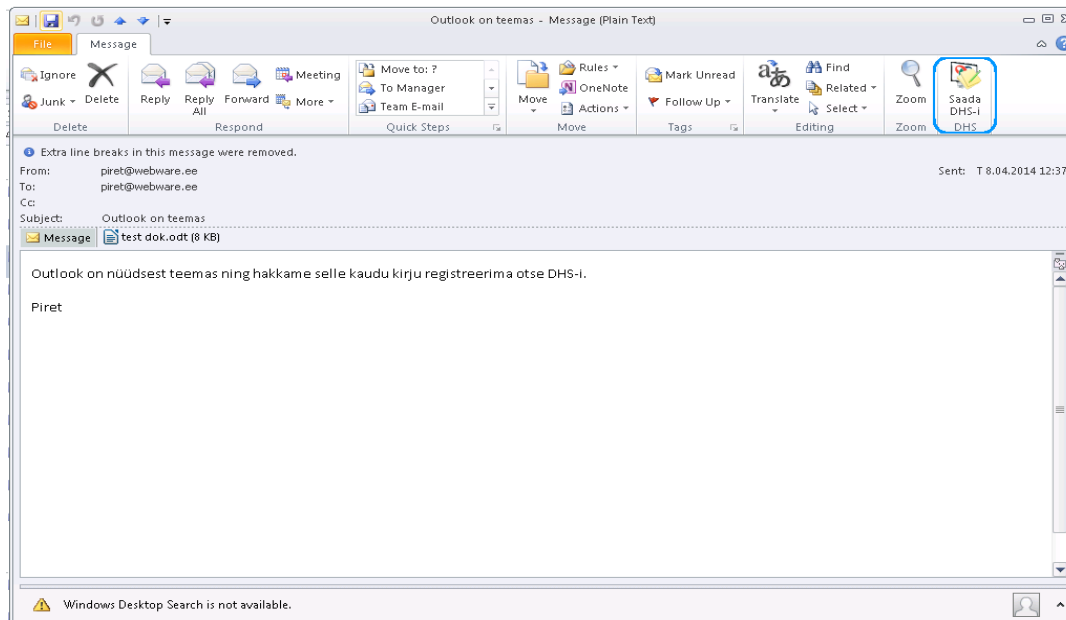 Outlook on teemas - Message (Plain Text)
File Message
Ignore
Junk
Delete
Delete
Reply
Reply All
Forward
Meeting
More
Respond
Move to: ?
To Manager
Team E-mail
Quick Steps
Move
Rules
OneNote
Actions
Move
Mark Unread
Follow Up
Tags
Translate
Find
Related
Select
Editing
Zoom
Zoom
Saada
DHS-i
DHS
Extra line breaks in this message were removed.
From: piret@webware.ee Sent: T 8.04.2014 12:37
To: piret@webware.ee
Cc:
Subject: Outlook on teemas
Message test dok.odt (8 KB)
Outlook on nüüdsest teemas ning hakkame selle kaudu kirju registreerima otse DHS-i.
Piret
Windows Desktop Search is not available.